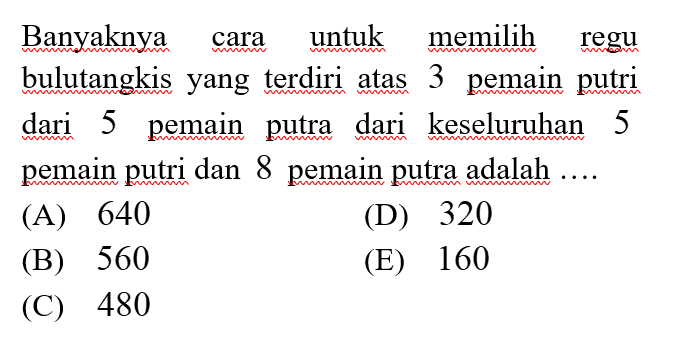 Banyaknya cara untuk memilih regu
bulutangkis yang terdiri atas 3 pemain putri
dari 5 pemain putra dari keseluruhan 5
pemain putri dan 8 pemain putra adalah ....
(A) 640 (D) 320
(B) 560 (E) 160
(C) 480